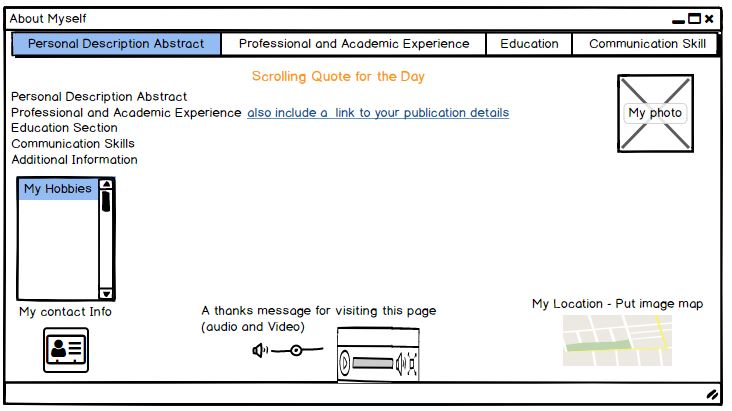 About Myself
Personal Description Abstract
Professional and Academic Experience
Education
Communication Skill
Scrolling Quote for the Day
Personal Description Abstract
Professional and Academic Experience also include a link to your publication details
Education Section
Communication Skills
Additional Information
My photo
My Hobbies
My contact Info
A thanks message for visiting this page
(audio and Video)
My Location - Put image map